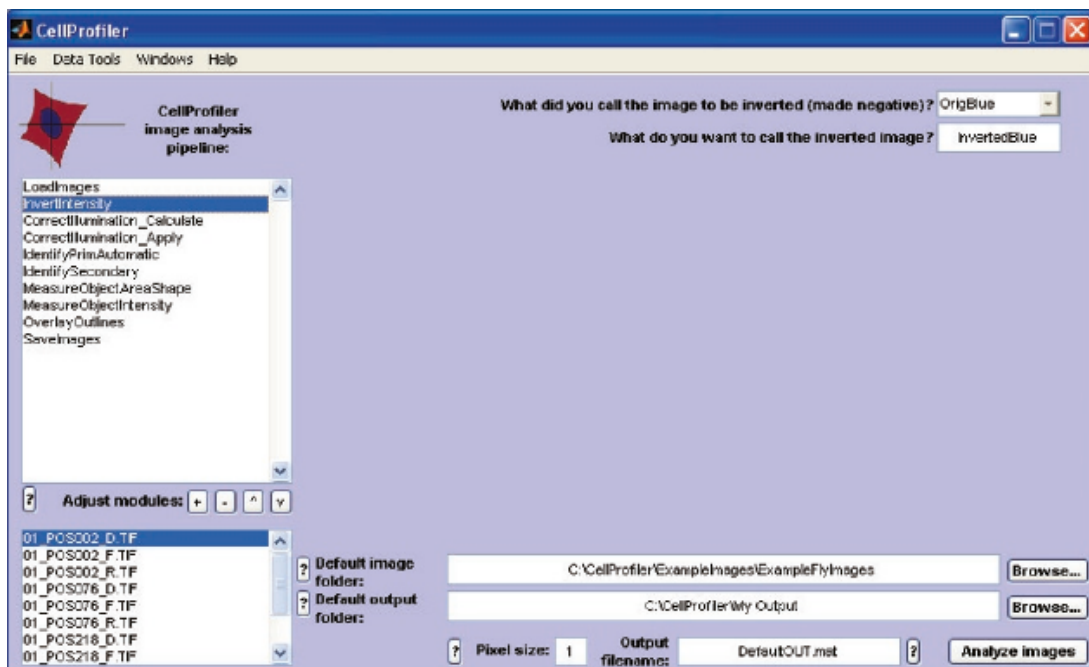 CellProfiler
File Data Tools Windows Help
CellProfiler
image analysis
pipeline:
What did you call the image to be inverted (made negative)? OrigBlue
What do you want to call the inverted image? InvertedBlue
LoadImages
InvertIntensity
CorrectIllumination_Calculate
CorrectIllumination_Apply
IdentifyPrimAutomatic
IdentifySecondary
MeasureObjectAreaShape
MeasureObjectIntensity
OverlayOutlines
SaveImages
? Adjust modules: + - ^ v
01_POS002_D.TIF
01_POS002_F.TIF
01_POS002_R.TIF
01_POS076_D.TIF
01_POS076_F.TIF
01_POS076_R.TIF
01_POS218_D.TIF
01_POS218_F.TIF
? Default image
folder:
C:\CellProfiler\ExampleImages\ExampleFlyImages
Browse...
? Default output
folder:
C:\CellProfiler\My Output
Browse...
? Pixel size: 1
Output
filename:
DefaultOUT.mat
?
Analyze images